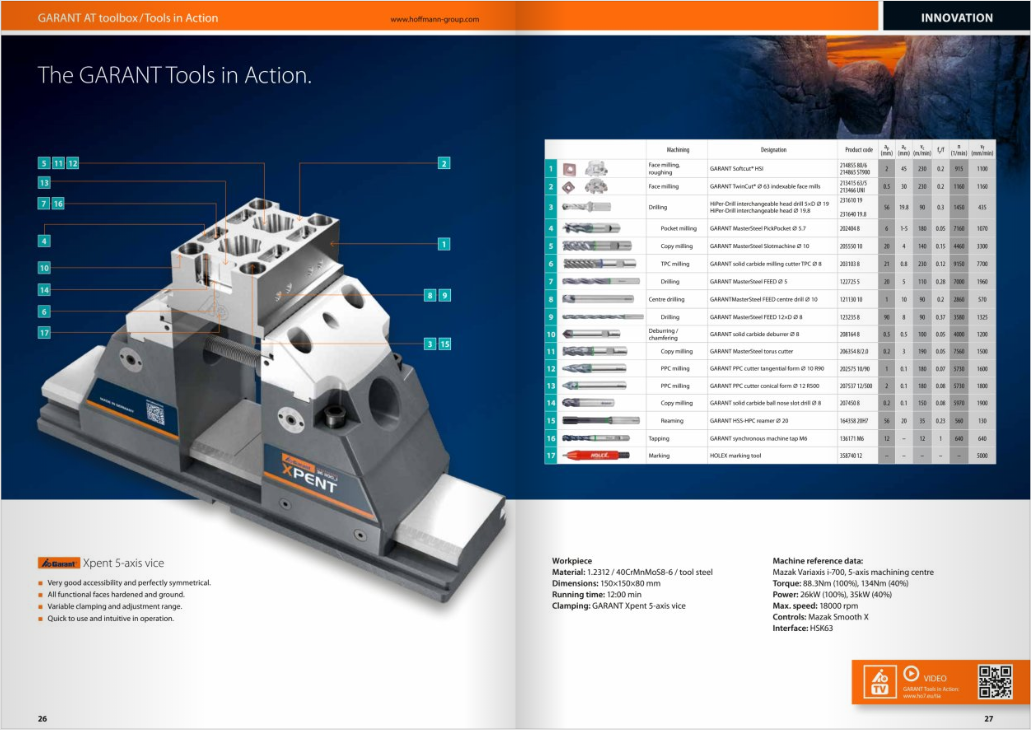 GARANT AT toolbox / Tools in Action
www.hoffmann-group.com
INNOVATION
The GARANT Tools in Action.
5 11 12
13
7 16
4
10
14
6
17
2
1
8 9
3 15
MADE IN GERMANY
Garant
XPENT
Machining Designation Product code ap (mm) ae (mm) vc (m/min) fz/f n (1/min) vf (mm/min)
1 Face milling, roughing GARANT Softcut® HSi 214855 80/6 214865 ST900 2 45 230 0.2 915 1100
2 Face milling GARANT TwinCut® Ø 63 indexable face mills 213415 63/5 213466 UNI 0.5 30 230 0.2 1160 1160
3 Drilling HiPer-Drill interchangeable head drill 5×D Ø 19 HiPer-Drill interchangeable head Ø 19.8 231610 19 231640 19.8 56 19.8 90 0.3 1450 435
4 Pocket milling GARANT MasterSteel PickPocket Ø 5.7 202404 8 6 1-5 180 0.05 7160 1070
5 Copy milling GARANT MasterSteel Slotmachine Ø 10 205550 10 20 4 140 0.15 4460 3300
6 TPC milling GARANT solid carbide milling cutter TPC Ø 8 203103 8 21 0.8 230 0.12 9150 7700
7 Drilling GARANT MasterSteel FEED Ø 5 122725 5 20 5 110 0.28 7000 1960
8 Centre drilling GARANTMasterSteel FEED centre drill Ø 10 121130 10 1 10 90 0.2 2860 570
9 Drilling GARANT MasterSteel FEED 12×D Ø 8 123235 8 90 8 90 0.37 3580 1325
10 Deburring / chamfering GARANT solid carbide deburrer Ø 8 208164 8 0.5 0.5 100 0.05 4000 1200
11 Copy milling GARANT MasterSteel torus cutter 206354 8/2.0 0.2 3 190 0.05 7560 1500
12 PPC milling GARANT PPC cutter tangential form Ø 10 R90 202575 10/90 1 0.1 180 0.07 5730 1600
13 PPC milling GARANT PPC cutter conical form Ø 12 R500 207537 12/500 2 0.1 180 0.08 5730 1800
14 Copy milling GARANT solid carbide ball nose slot drill Ø 8 207450 8 0.2 0.1 150 0.08 5970 1900
15 Reaming GARANT HSS-HPC reamer Ø 20 164358 20H7 56 20 35 0.23 560 130
16 Tapping GARANT synchronous machine tap M6 136171 M6 12 – 12 1 640 640
17 HOLEX Marking HOLEX marking tool 358740 12 – – – – – 5000
Garant Xpent 5-axis vice
Very good accessibility and perfectly symmetrical.
All functional faces hardened and ground.
Variable clamping and adjustment range.
Quick to use and intuitive in operation.
Workpiece
Material: 1.2312 / 40CrMnMoS8-6 / tool steel
Dimensions: 150×150×80 mm
Running time: 12:00 min
Clamping: GARANT Xpent 5-axis vice
Machine reference data:
Mazak Variaxis i-700, 5-axis machining centre
Torque: 88.3Nm (100%), 134Nm (40%)
Power: 26kW (100%), 35kW (40%)
Max. speed: 18000 rpm
Controls: Mazak Smooth X
Interface: HSK63
TV
VIDEO
GARANT Tools in Action:
26
27